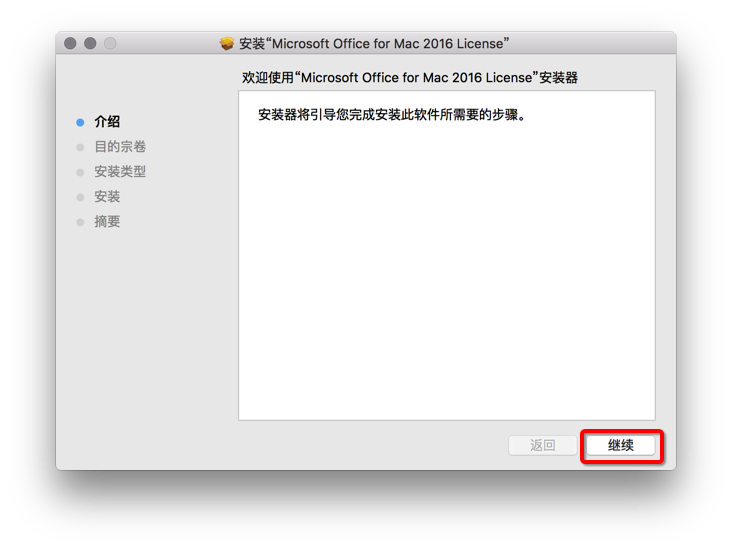 安装“Microsoft Office for Mac 2016 License”
欢迎使用“Microsoft Office for Mac 2016 License”安装器
介绍
目的宗卷
安装类型
安装
摘要
安装器将引导您完成安装此软件所需要的步骤。
返回
继续